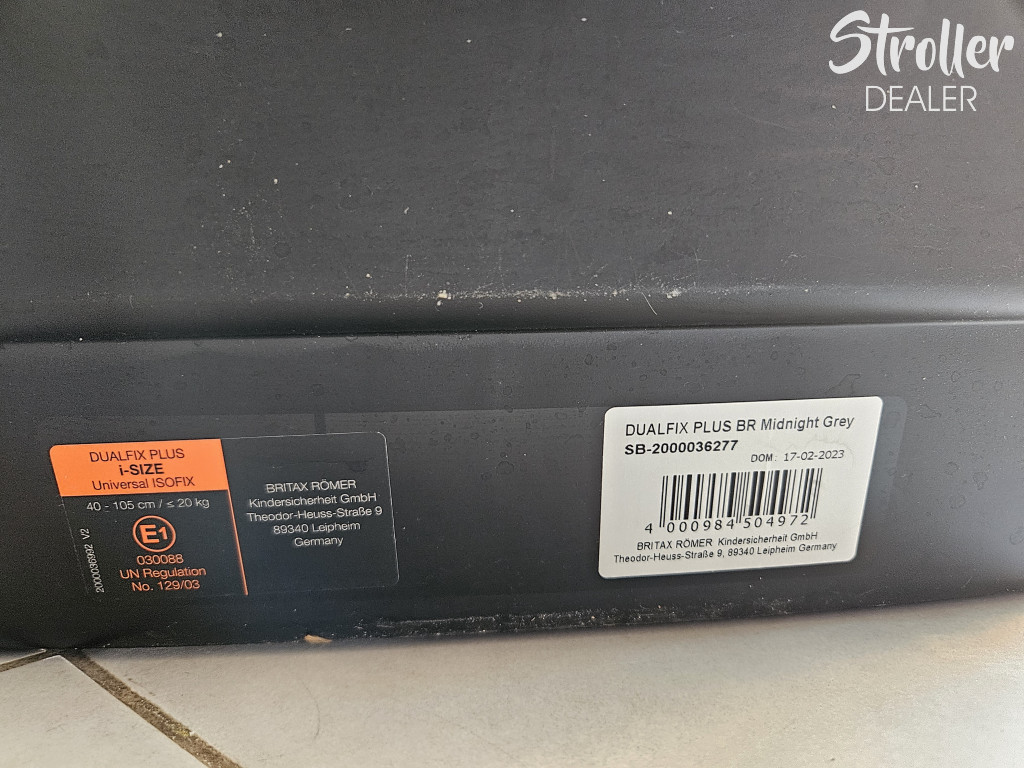 Stroller
DEALER
DUALFIX PLUS
i-SIZE
Universal ISOFIX
40 - 105 cm / ≤ 20 kg
E1
030088
UN Regulation
No. 129/03
2000036992 V2
BRITAX RÖMER
Kindersicherheit GmbH
Theodor-Heuss-Straße 9
89340 Leipheim
Germany
DUALFIX PLUS BR Midnight Grey
SB-2000036277
DOM: 17-02-2023
4 000984 504972
BRITAX RÖMER Kindersicherheit GmbH
Theodor-Heuss-Straße 9, 89340 Leipheim Germany